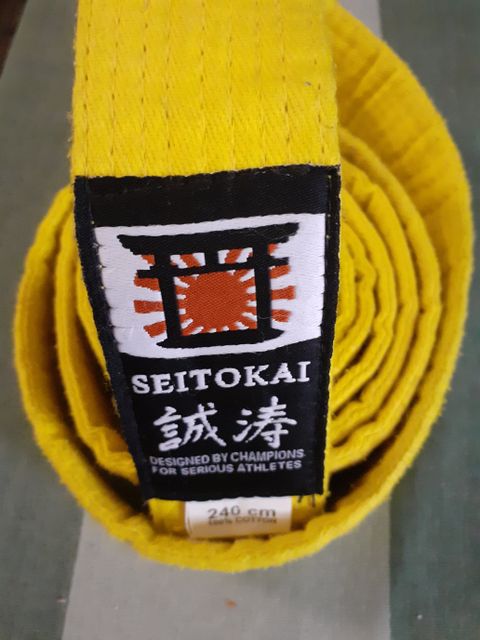 SEITOKAI
誠涛
DESIGNED BY CHAMPIONS
FOR SERIOUS ATHLETES
240 cm
100% COTTON